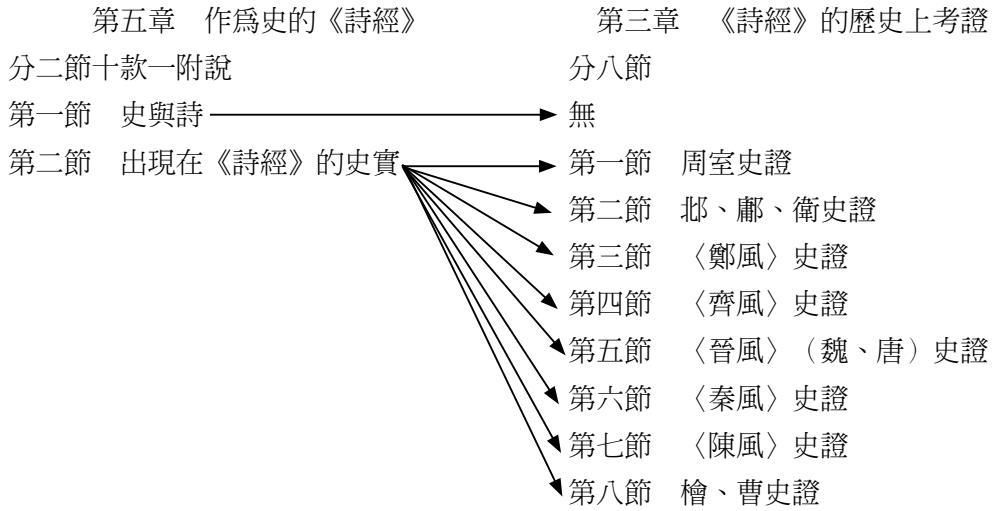 第五章　作爲史的《詩經》
分二節十款一附說
第一節　史與詩
第二節　出現在《詩經》的史實
第三章　《詩經》的歷史上考證
分八節
無
第一節　周室史證
第二節　邶、鄘、衛史證
第三節　〈鄭風〉史證
第四節　〈齊風〉史證
第五節　〈晉風〉（魏、唐）史證
第六節　〈秦風〉史證
第七節　〈陳風〉史證
第八節　檜、曹史證